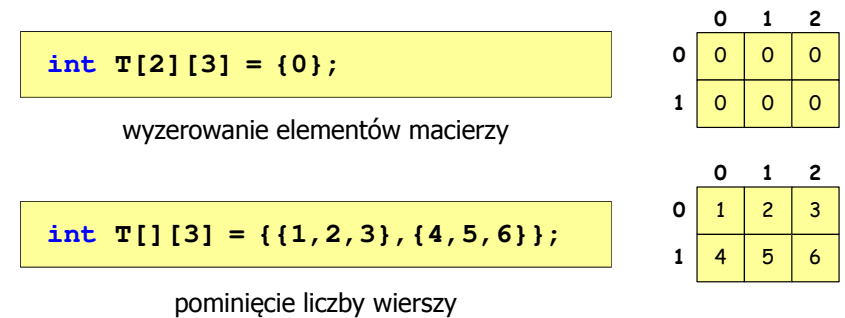 0 1 2
int T[2][3] = {0};
0 0 0 0
1 0 0 0
wyzerowanie elementów macierzy
0 1 2
int T[][3] = {{1,2,3},{4,5,6}};
0 1 2 3
1 4 5 6
pominięcie liczby wierszy